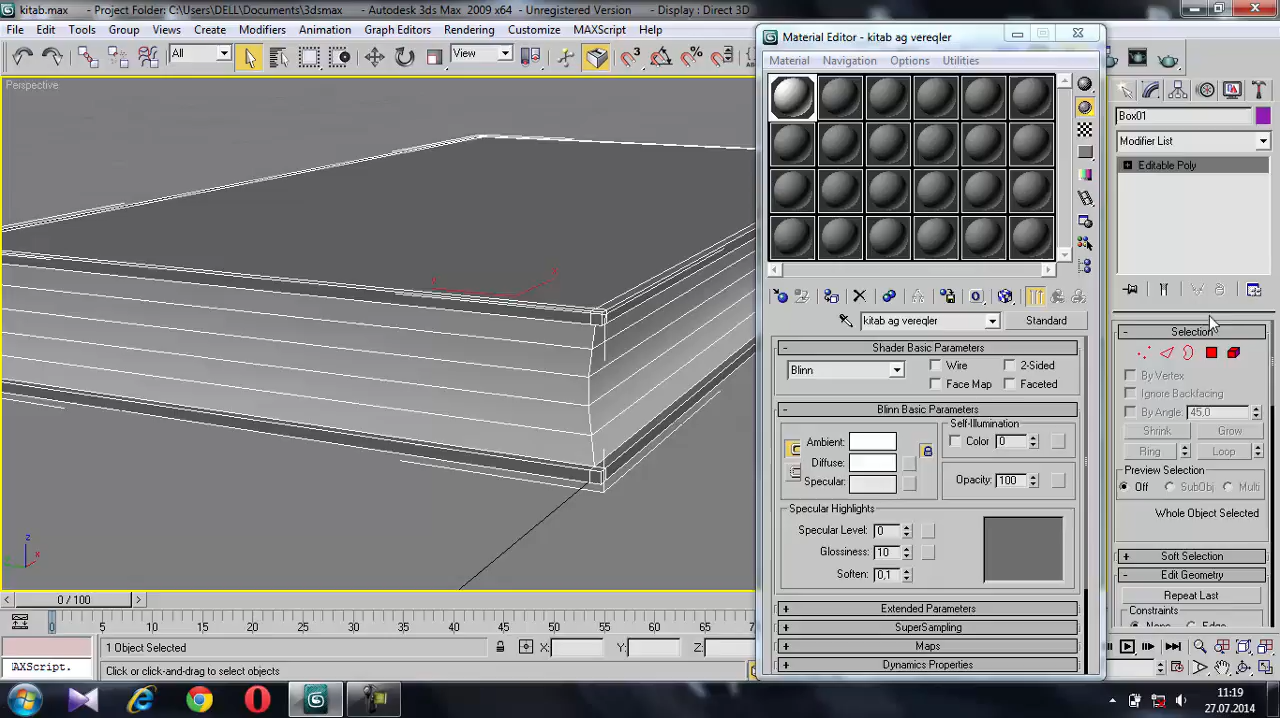 kitab.max - Project Folder: C:\Users\DELL\Documents\3dsmax - Autodesk 3ds Max 2009 x64 - Unregistered Version - Display : Direct 3D
File Edit Tools Group Views Create Modifiers Animation Graph Editors Rendering Customize MAXScript Help
All
View
3
Perspective
z
x
Material Editor - kitab ag vereqler
Material Navigation Options Utilities
kitab ag vereqler
Standard
- Shader Basic Parameters
Blinn
Wire
2-Sided
Face Map
Faceted
- Blinn Basic Parameters
Self-Illumination
Ambient:
Color 0
Diffuse:
Specular:
Opacity: 100
Specular Highlights
Specular Level: 0
Glossiness: 10
Soften: 0,1
+ Extended Parameters
+ SuperSampling
+ Maps
+ Dynamics Properties
Box01
Modifier List
Editable Poly
- Selection
By Vertex
Ignore Backfacing
By Angle: 45,0
Shrink Grow
Ring Loop
Preview Selection
Off SubObj Multi
Whole Object Selected
+ Soft Selection
- Edit Geometry
Repeat Last
Constraints
None Edge
0 / 100
0 5 10 15 20 25 30 35 40 45 50 55 60 65 70
1 Object Selected
X: Y: Z:
AXScript.
Click or click-and-drag to select objects
11:19
27.07.2014